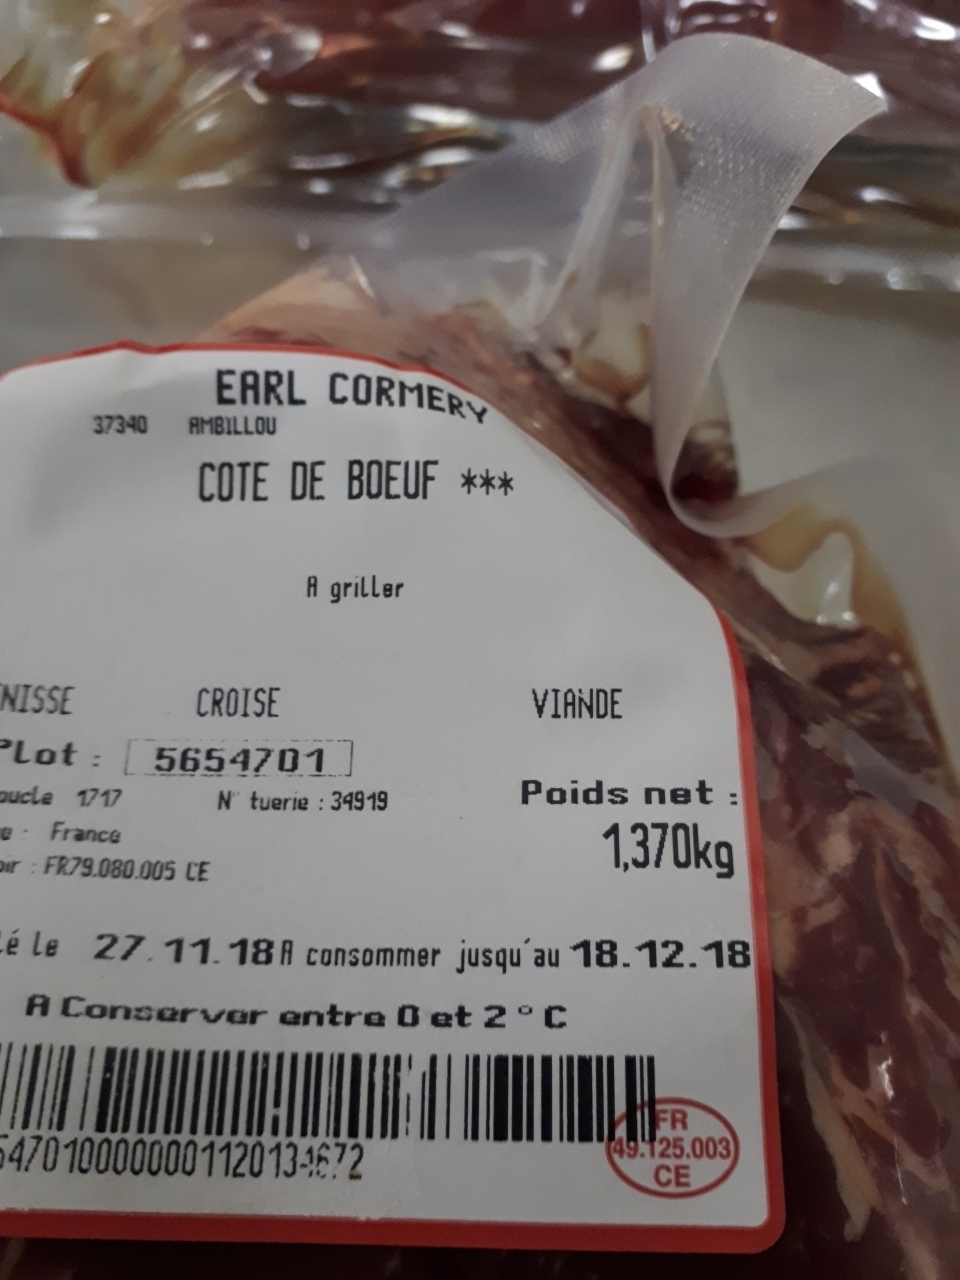 EARL CORMERY
37340 AMBILLOU
COTE DE BOEUF ***
A griller
NISSE CROISE VIANDE
Lot : 5654701
oucle 1717 N° tuerie : 34919
Poids net :
e : France
1,370kg
oir : FR79.080.005 CE
é le 27.11.18 A consommer jusqu'au 18.12.18
A Conserver entre 0 et 2°C
FR
49.125.003
CE